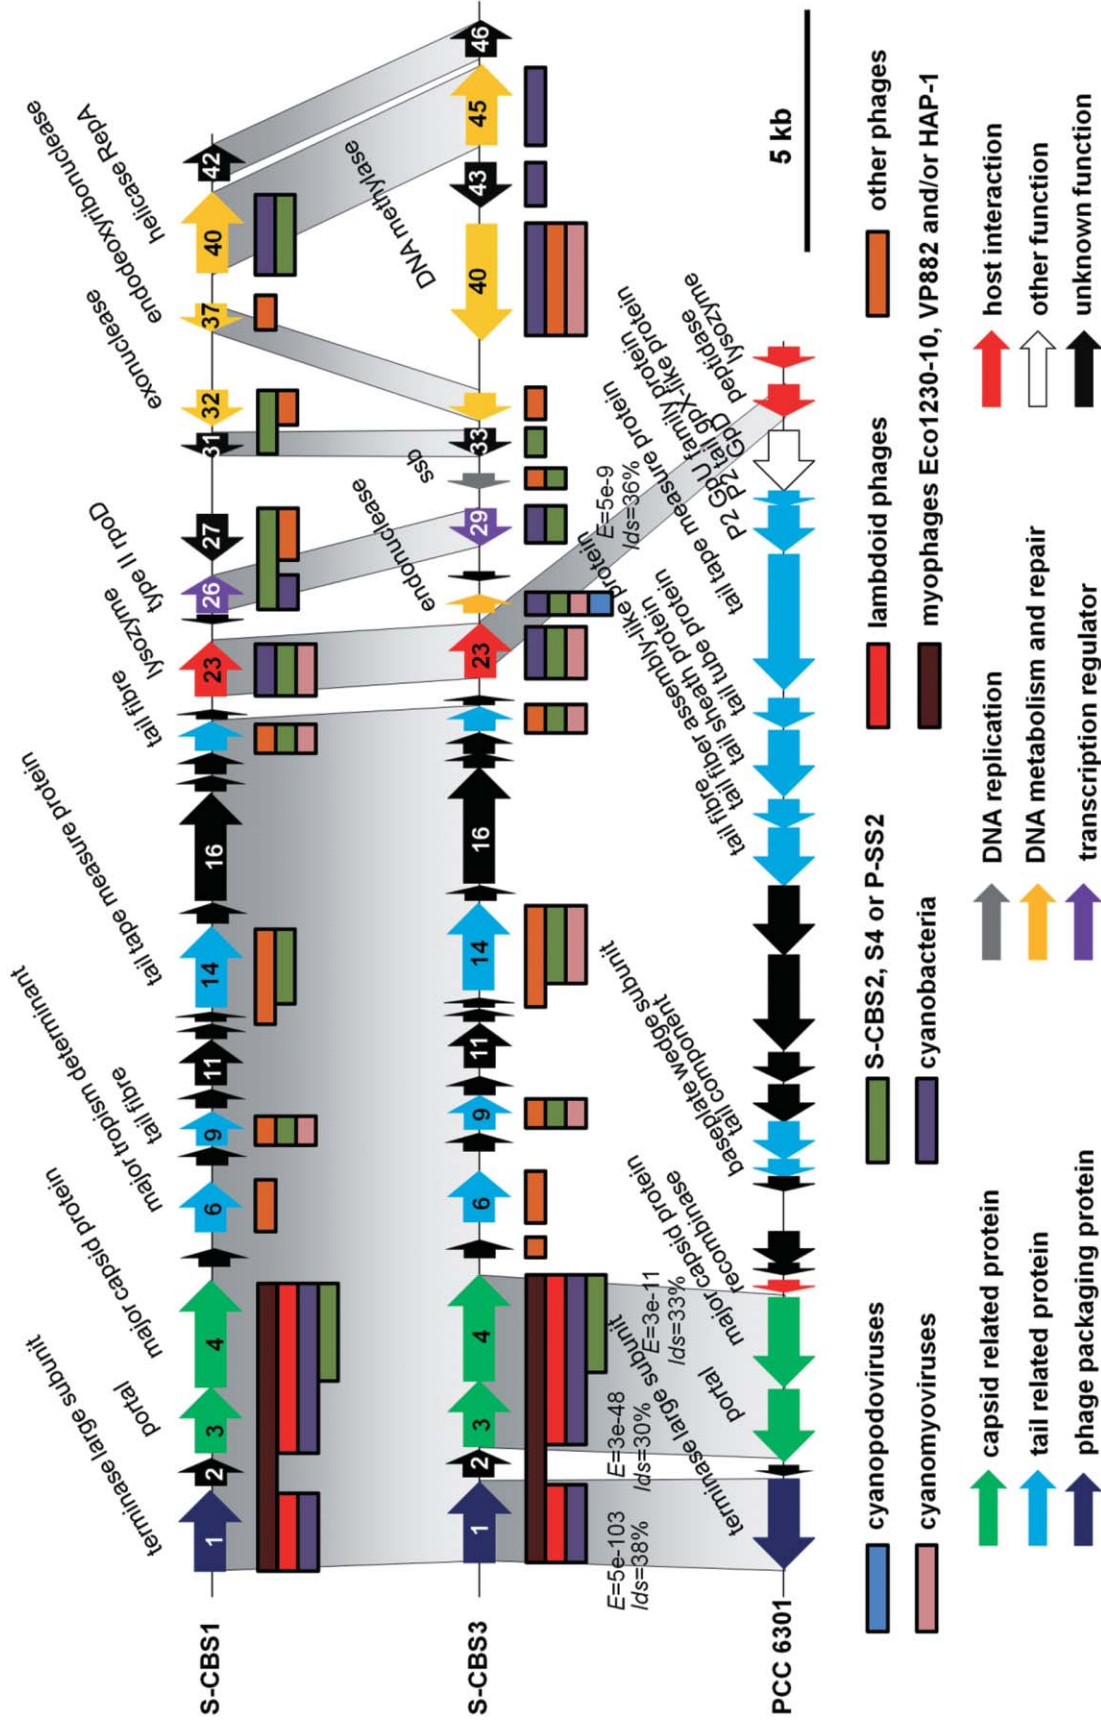 terminase large subunit
portal
major capsid protein
major tropism determinant
tail fibre
tail tape measure protein
tail fibre
lysozyme
type II rpoD
exonuclease
endodeoxyribonuclease
helicase RepA
S-CBS1
1
2
3
4
6
9
11
14
16
23
26
27
31
32
37
40
42
endonuclease
ssb
DNA methylase
S-CBS3
1
2
3
4
6
9
11
14
16
23
29
33
40
43
45
46
E=5e-103
Ids=38%
E=3e-48
Ids=30%
E=3e-11
Ids=33%
E=5e-9
Ids=36%
terminase large subunit
portal
major capsid protein
recombinase
baseplate wedge subunit
tail component
tail fibre
tail fiber assembly-like protein
tail sheath protein
tail tube protein
tail tape measure protein
P2 GpU family protein
P2 tail gpX-like protein
GpD
peptidase
lysozyme
PCC 6301
5 kb
cyanopodoviruses
S-CBS2, S4 or P-SS2
lambdoid phages
other phages
cyanomyoviruses
cyanobacteria
myophages Eco1230-10, VP882 and/or HAP-1
capsid related protein
DNA replication
host interaction
tail related protein
DNA metabolism and repair
other function
phage packaging protein
transcription regulator
unknown function